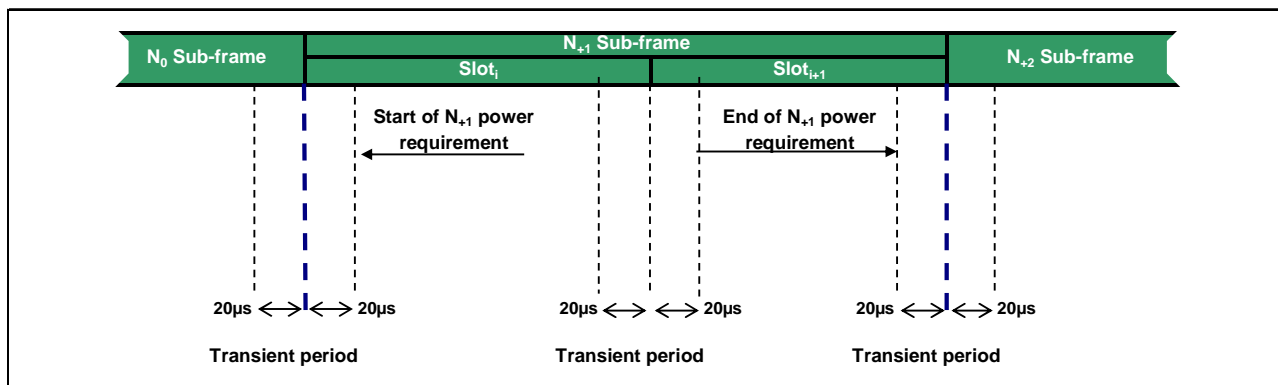 N₀ Sub-frame
N₊₁ Sub-frame
N₊₂ Sub-frame
Slotᵢ
Slotᵢ₊₁
Start of N₊₁ power
requirement
End of N₊₁ power
requirement
20µs
20µs
20µs
20µs
20µs
20µs
Transient period
Transient period
Transient period